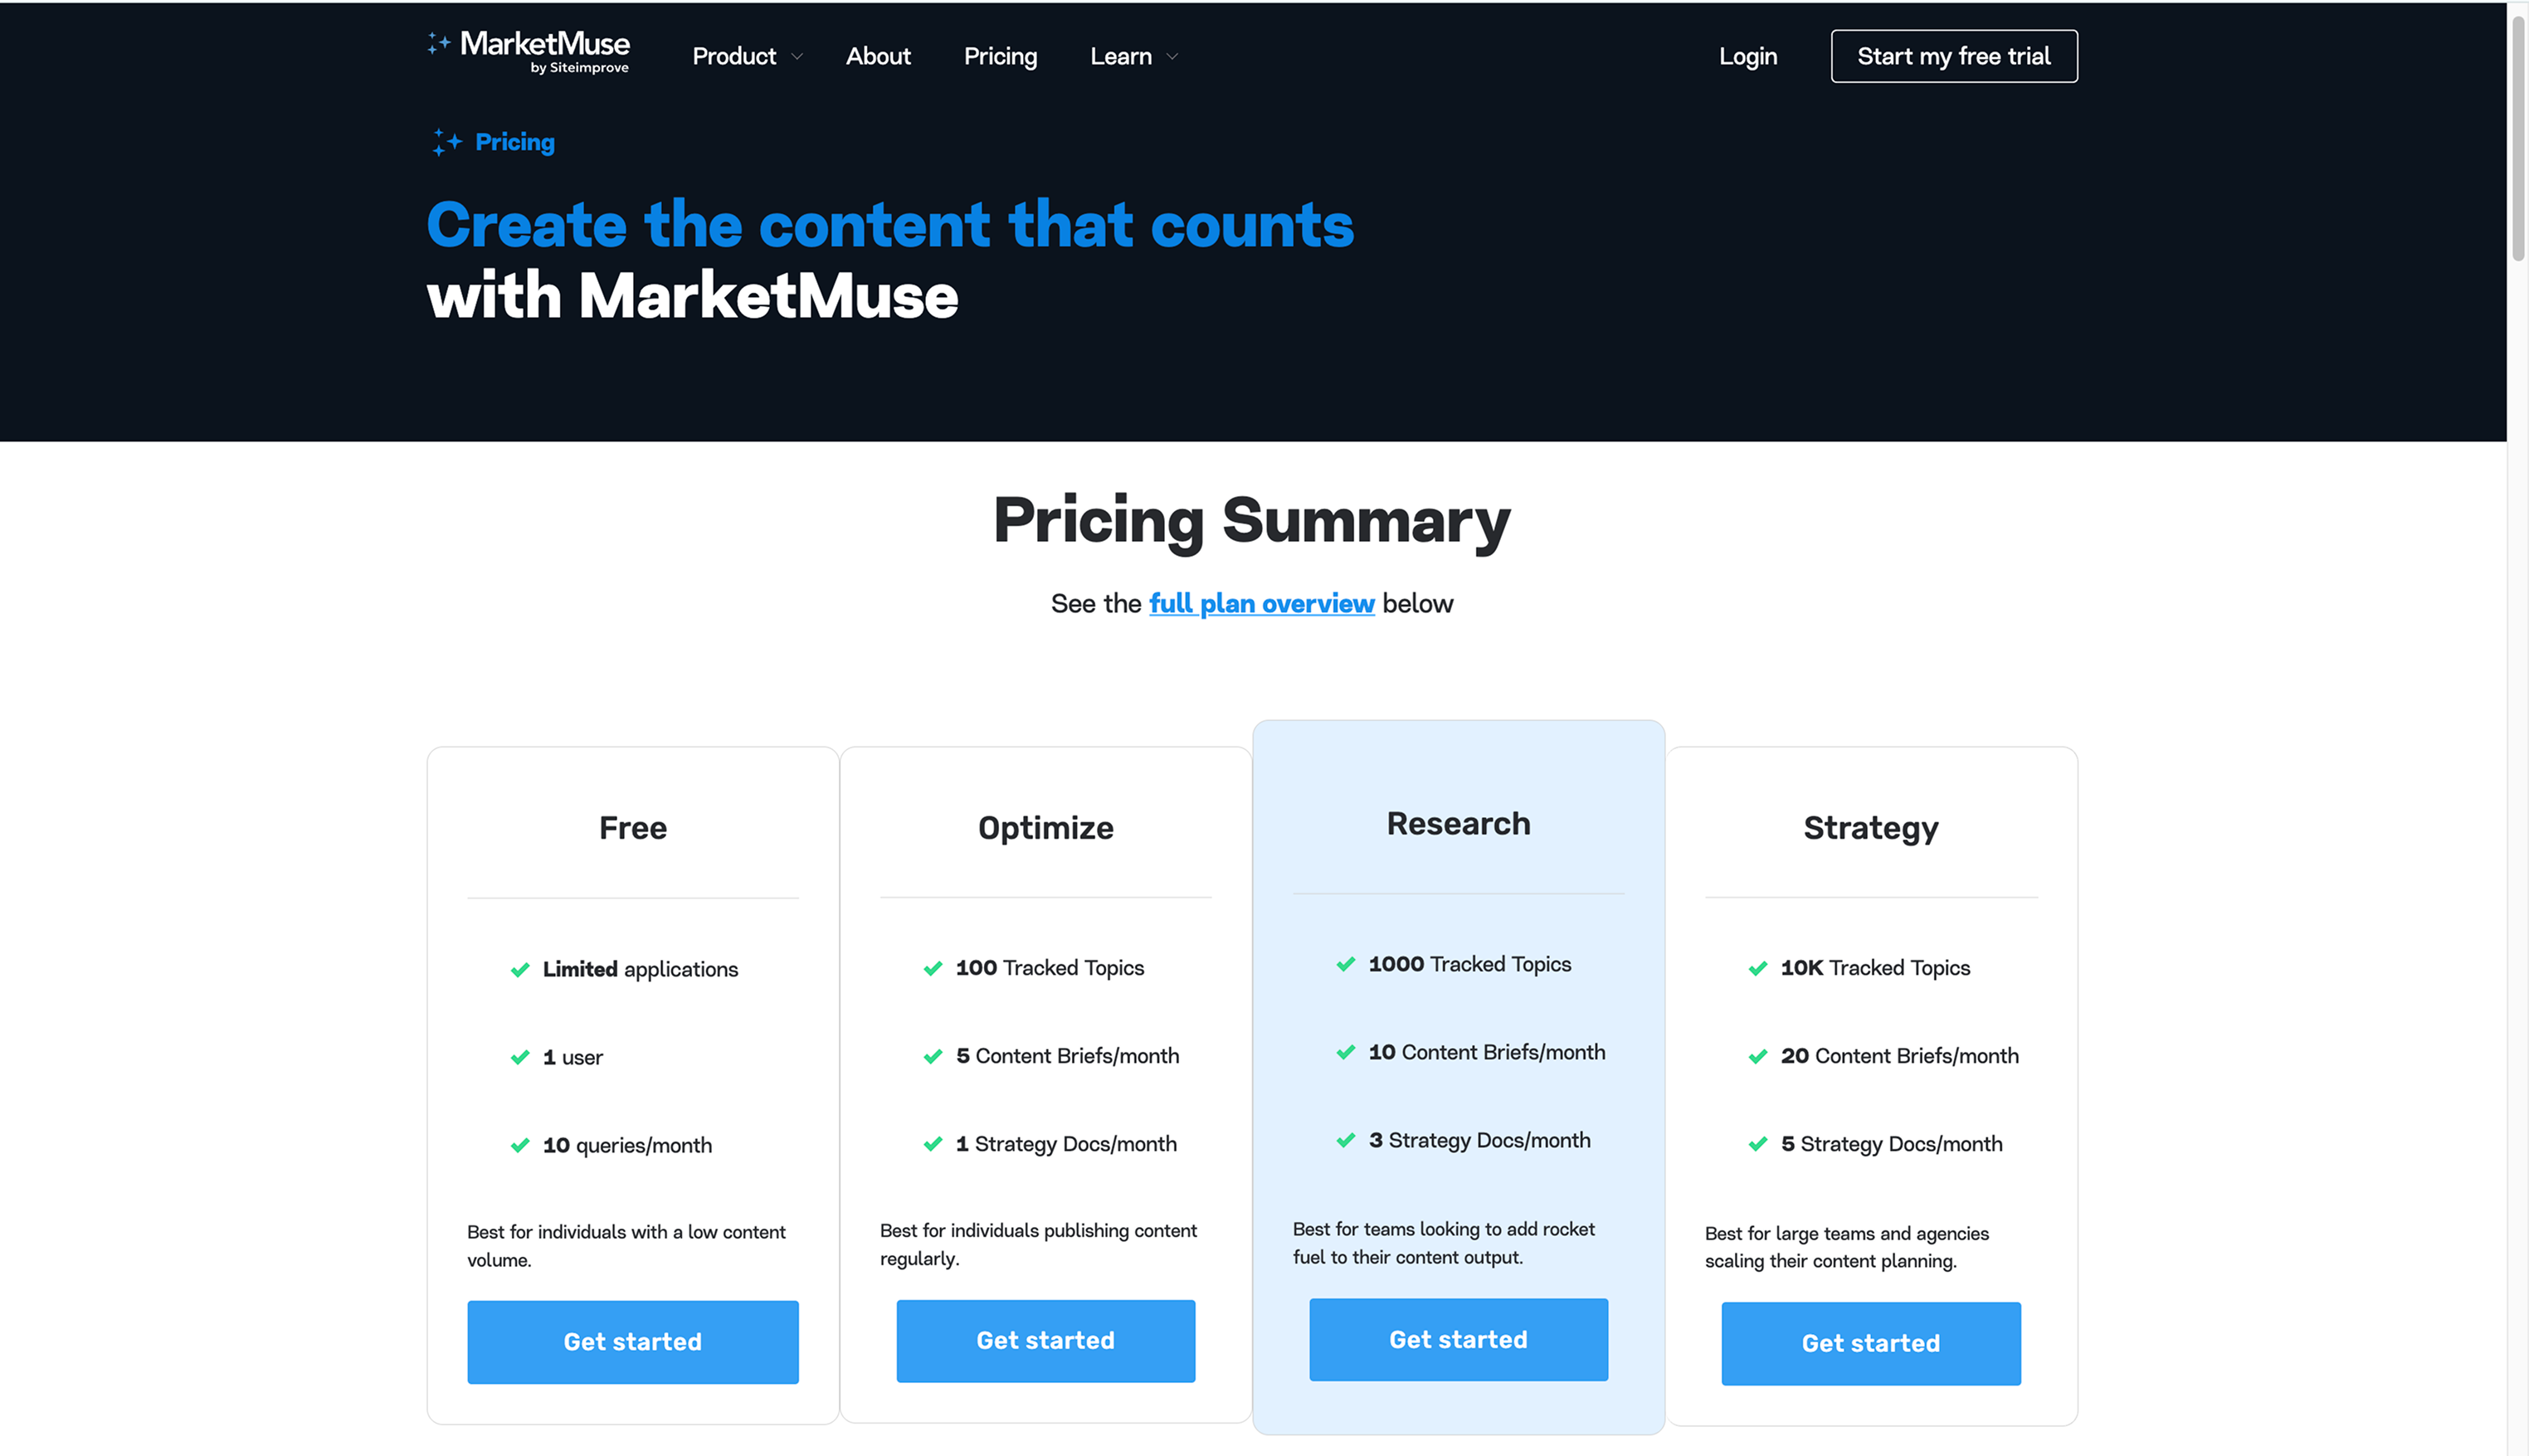 MarketMuse
by Siteimprove
Product
About
Pricing
Learn
Login
Start my free trial
Pricing
Create the content that counts
with MarketMuse
Pricing Summary
See the full plan overview below
Free
Limited applications
1 user
10 queries/month
Best for individuals with a low content
volume.
Get started
Optimize
100 Tracked Topics
5 Content Briefs/month
1 Strategy Docs/month
Best for individuals publishing content
regularly.
Get started
Research
1000 Tracked Topics
10 Content Briefs/month
3 Strategy Docs/month
Best for teams looking to add rocket
fuel to their content output.
Get started
Strategy
10K Tracked Topics
20 Content Briefs/month
5 Strategy Docs/month
Best for large teams and agencies
scaling their content planning.
Get started